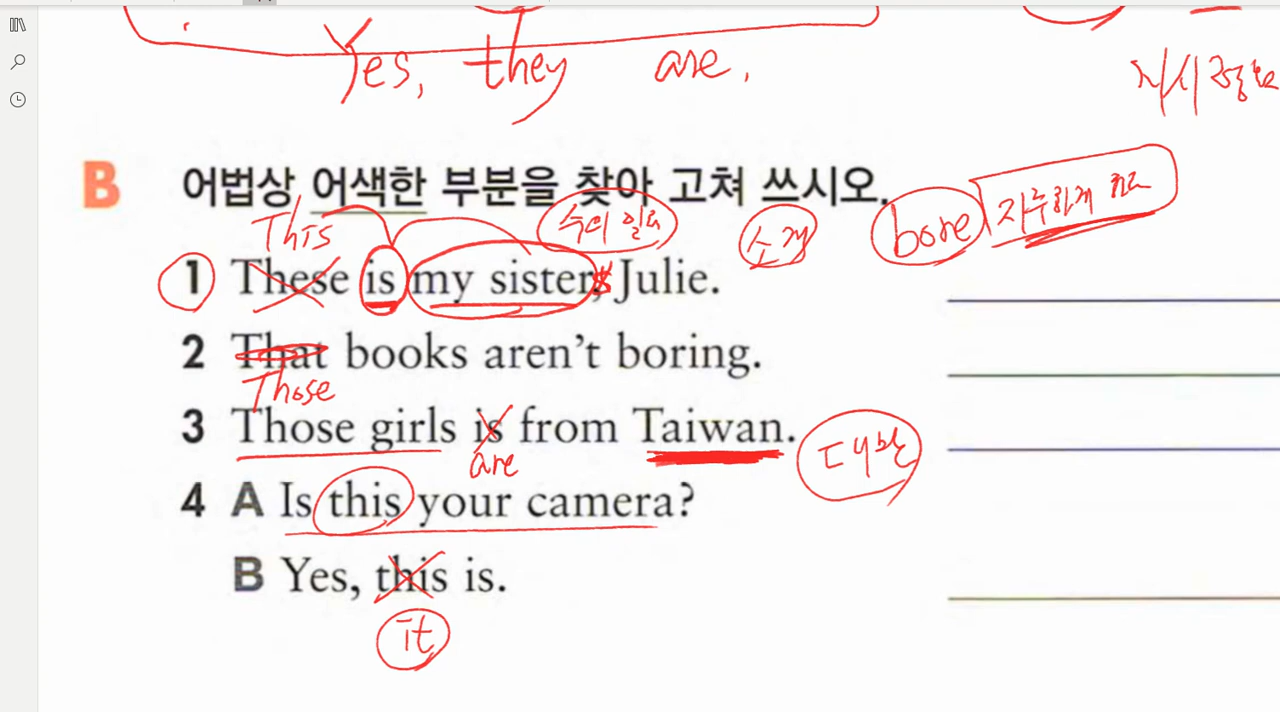 Yes, they are.
지시
B 어법상 어색한 부분을 찾아 고쳐 쓰시오.
This 수의 일치 소개 bore 지루하게 하다
1 These is my sister, Julie.
2 That books aren't boring.
Those
3 Those girls is from Taiwan. 대만
are
4 A Is this your camera?
B Yes, this is.
it